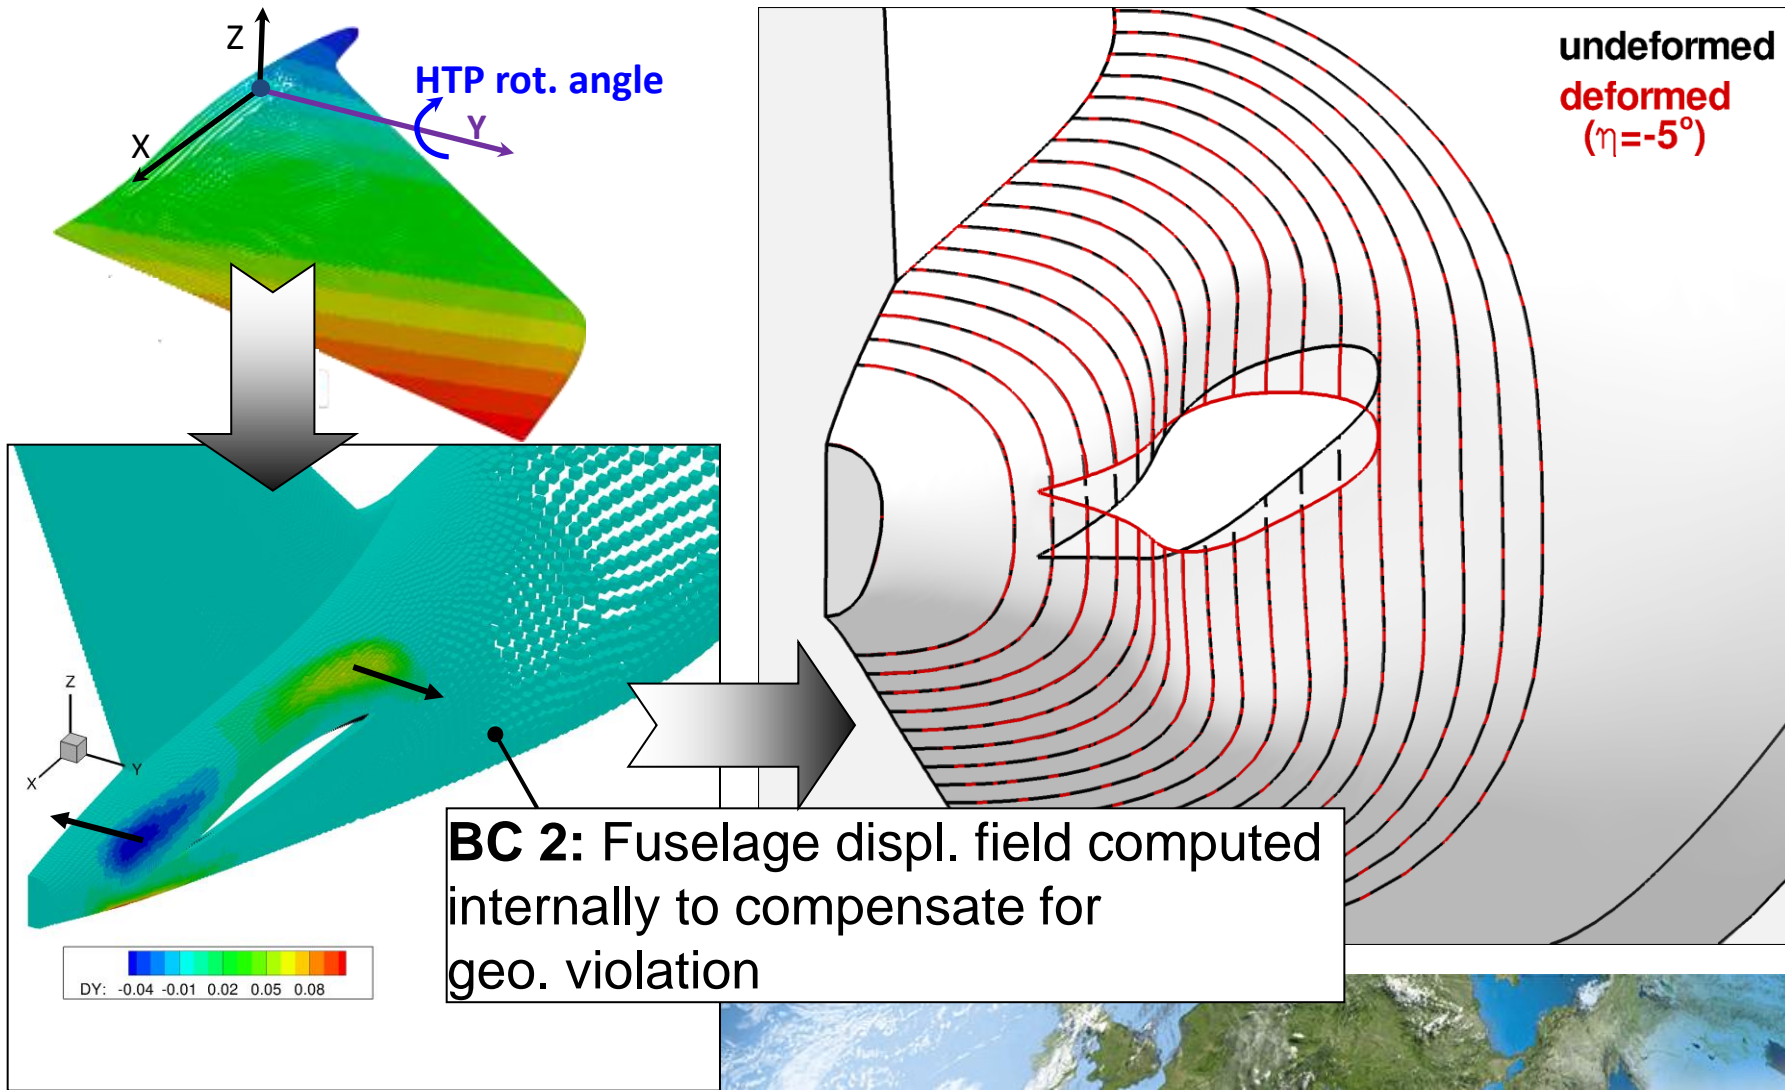 Z
HTP rot. angle
Y
X
undeformed
deformed
(η=-5°)
Z
Y
X
BC 2: Fuselage displ. field computed
internally to compensate for
geo. violation
DY: -0.04 -0.01 0.02 0.05 0.08